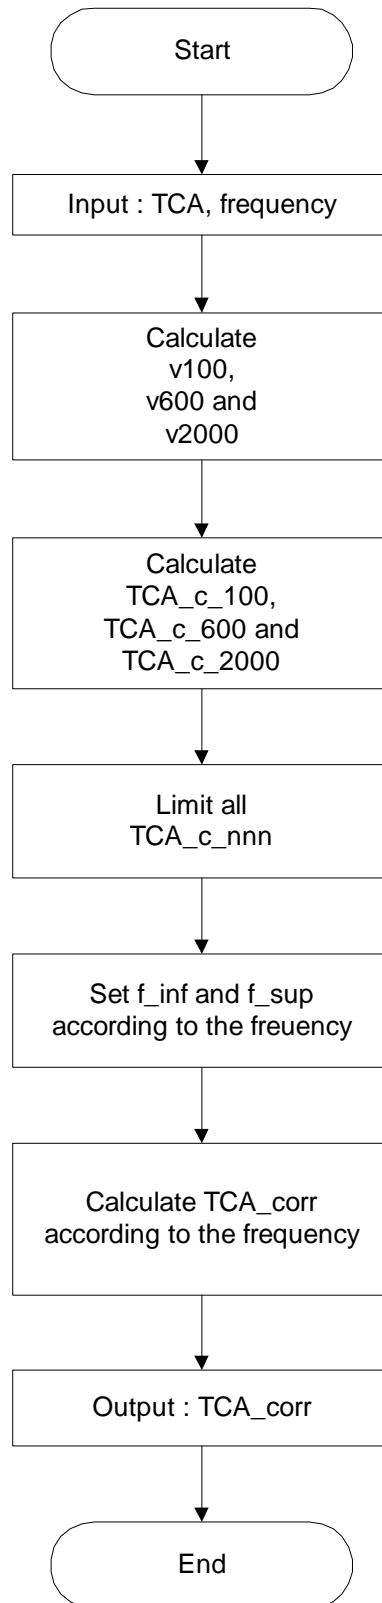 Start
Input : TCA, frequency
Calculate
v100,
v600 and
v2000
Calculate
TCA_c_100,
TCA_c_600 and
TCA_c_2000
Limit all
TCA_c_nnn
Set f_inf and f_sup
according to the freuency
Calculate TCA_corr
according to the frequency
Output : TCA_corr
End